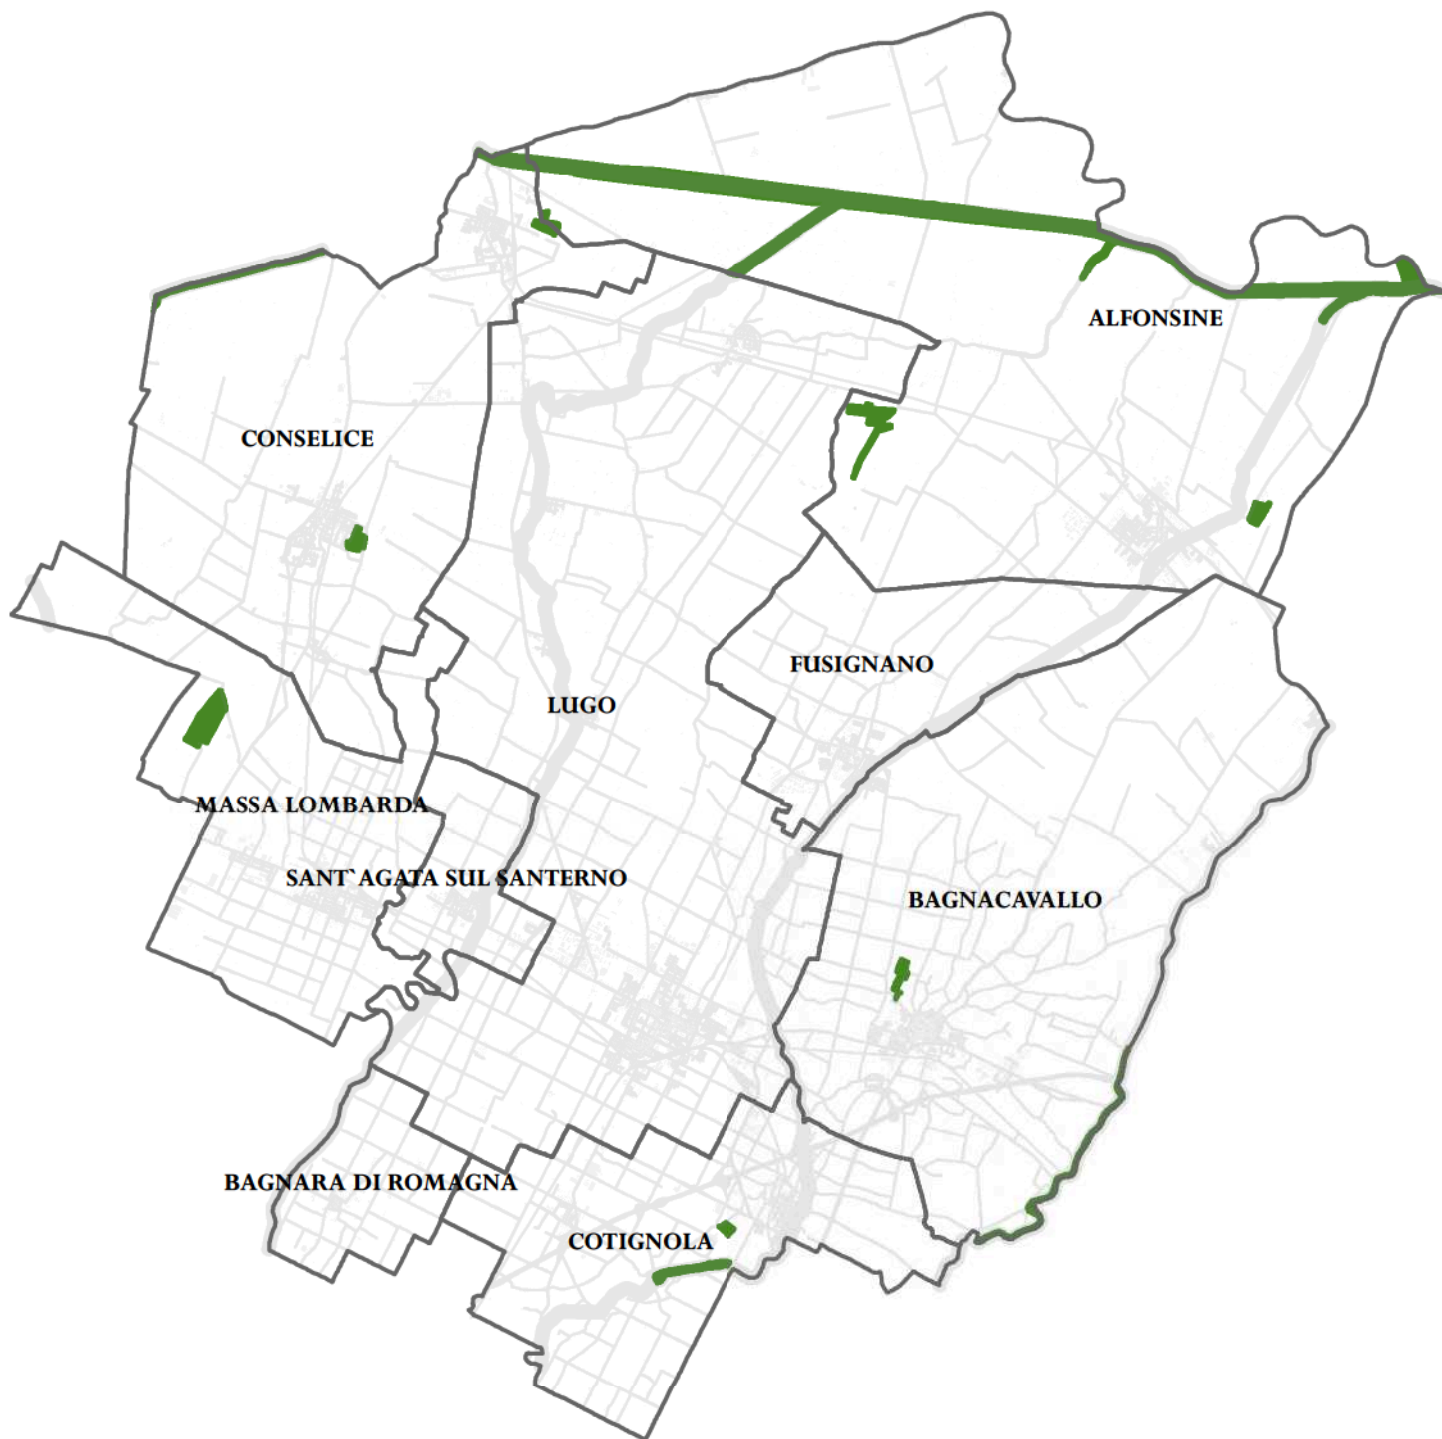 ALFONSINE
CONSELICE
FUSIGNANO
LUGO
MASSA LOMBARDA
SANT`AGATA SUL SANTERNO
BAGNACAVALLO
BAGNARA DI ROMAGNA
COTIGNOLA